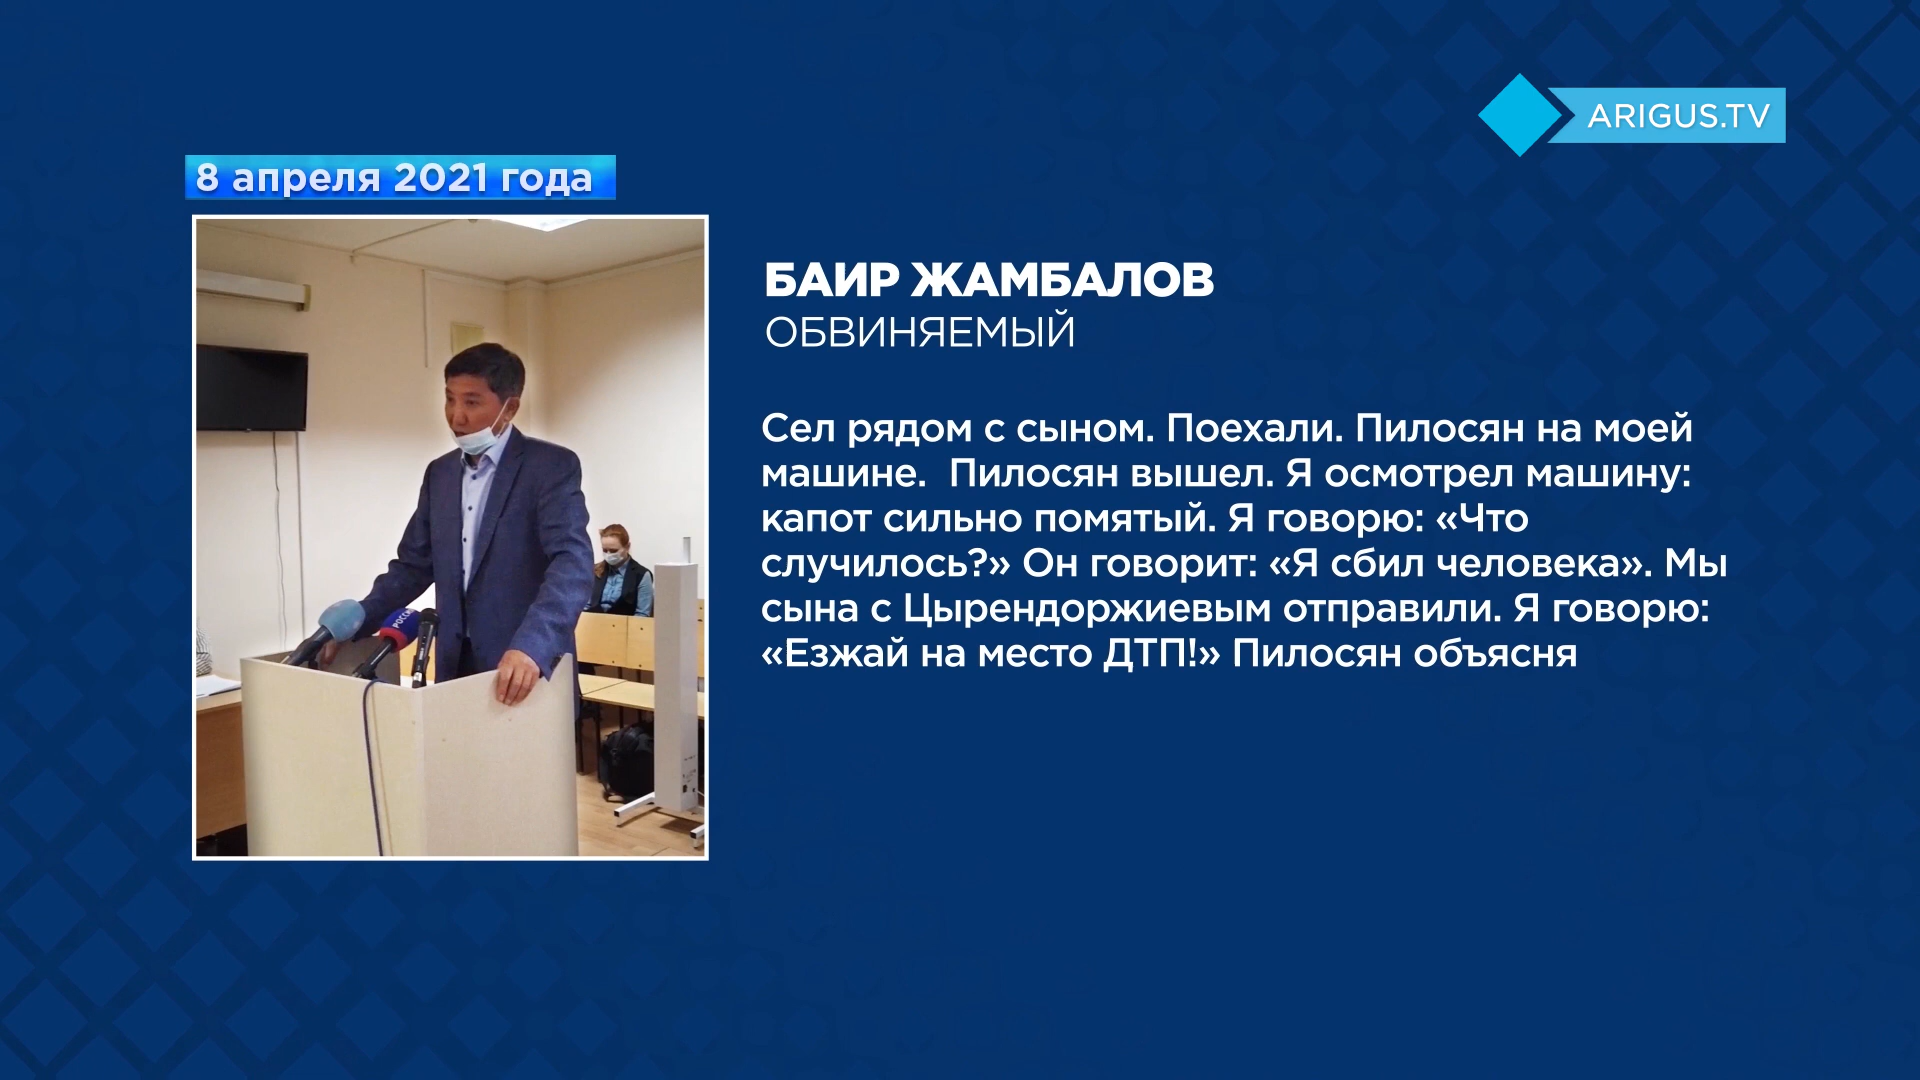 ARIGUS.TV
8 апреля 2021 года
БАИР ЖАМБАЛОВ
ОБВИНЯЕМЫЙ
Сел рядом с сыном. Поехали. Пилосян на моей
машине. Пилосян вышел. Я осмотрел машину:
капот сильно помятый. Я говорю: «Что
случилось?» Он говорит: «Я сбил человека». Мы
сына с Цырендоржиевым отправили. Я говорю:
«Езжай на место ДТП!» Пилосян объясня